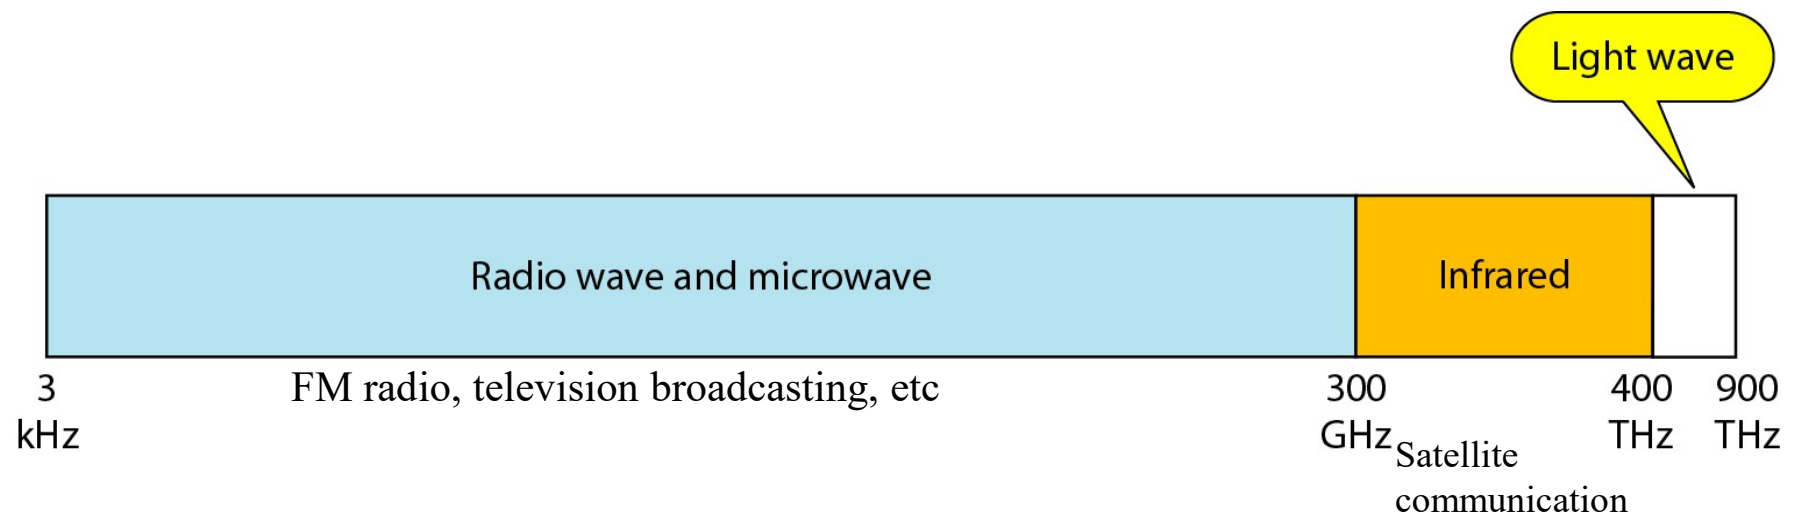 Light wave
Radio wave and microwave
Infrared
3
kHz
FM radio, television broadcasting, etc
300
GHz
Satellite
communication
400
THz
900
THz